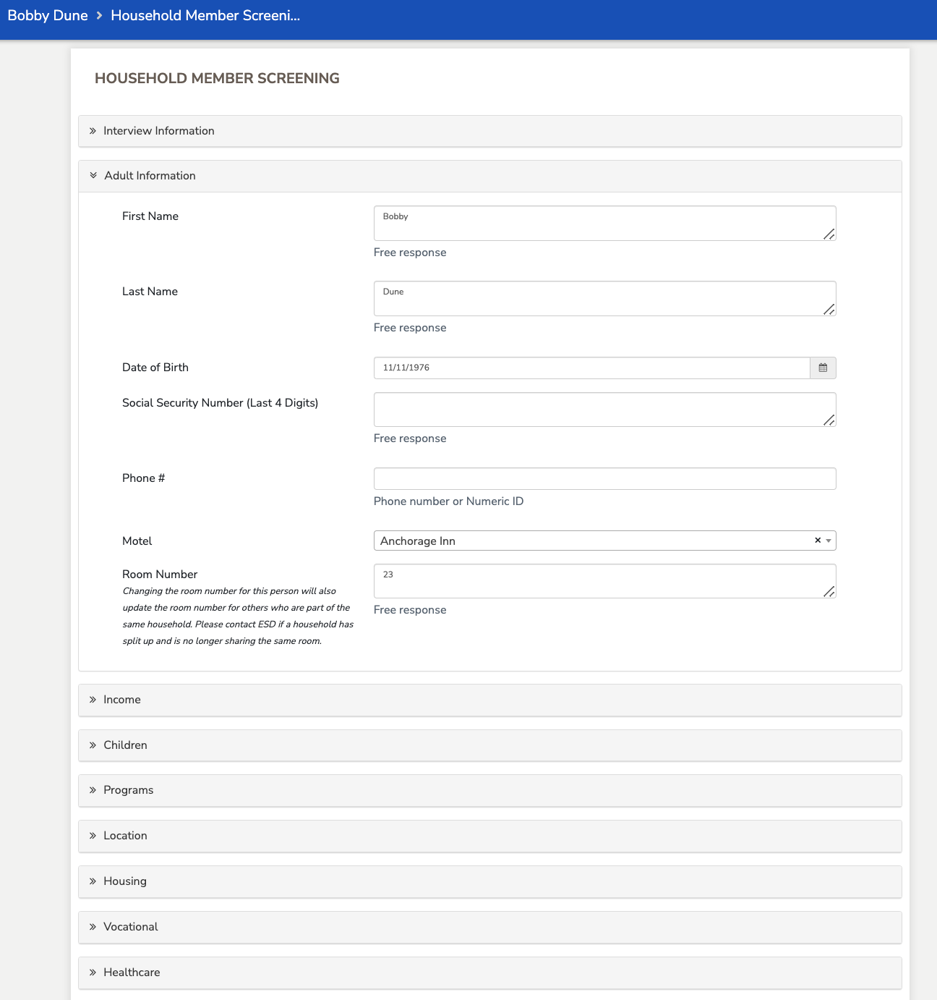 Bobby Dune > Household Member Screeni...
HOUSEHOLD MEMBER SCREENING
Interview Information
Adult Information
First Name
Bobby
Free response
Last Name
Dune
Free response
Date of Birth
11/11/1976
Social Security Number (Last 4 Digits)
Free response
Phone #
Phone number or Numeric ID
Motel
Anchorage Inn
Room Number
23
Changing the room number for this person will also
update the room number for others who are part of the
same household. Please contact ESD if a household has
split up and is no longer sharing the same room.
Free response
Income
Children
Programs
Location
Housing
Vocational
Healthcare